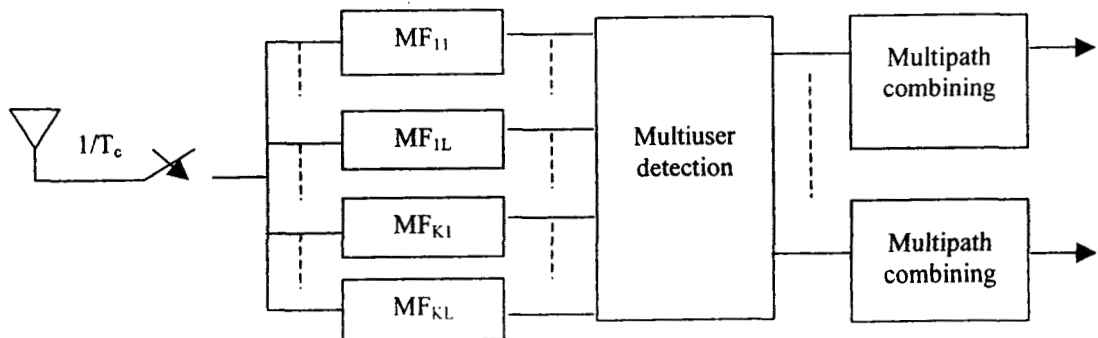 MF₁₁
Multipath
combining
1/Tc
MF₁L
Multiuser
detection
MFK₁
Multipath
combining
MFKL